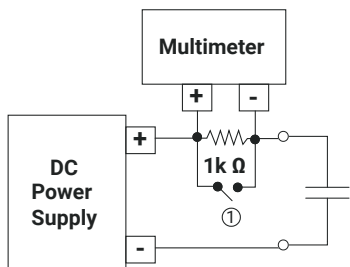 Multimeter
+ -
+
1k Ω
DC
Power
Supply
①
-